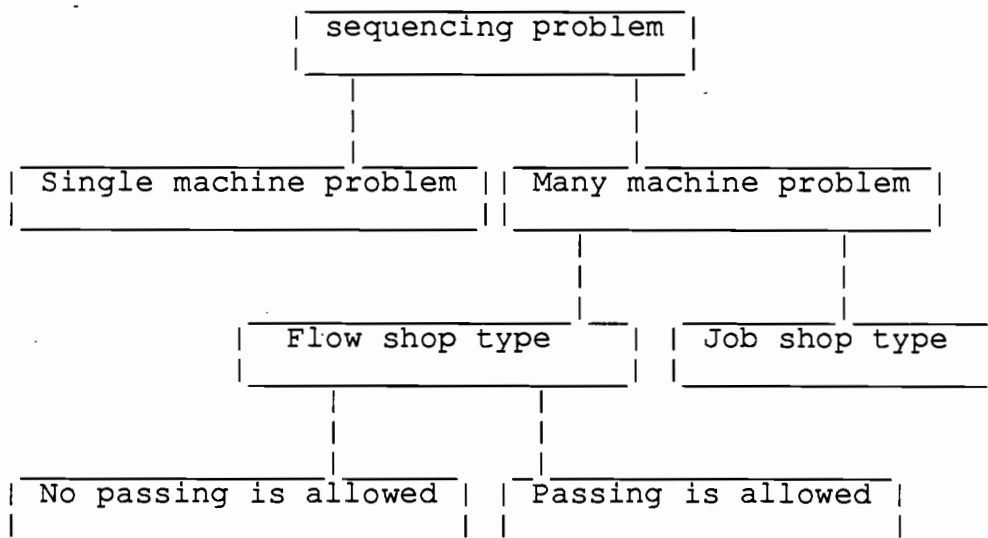 sequencing problem
Single machine problem
Many machine problem
Flow shop type
Job shop type
No passing is allowed
Passing is allowed